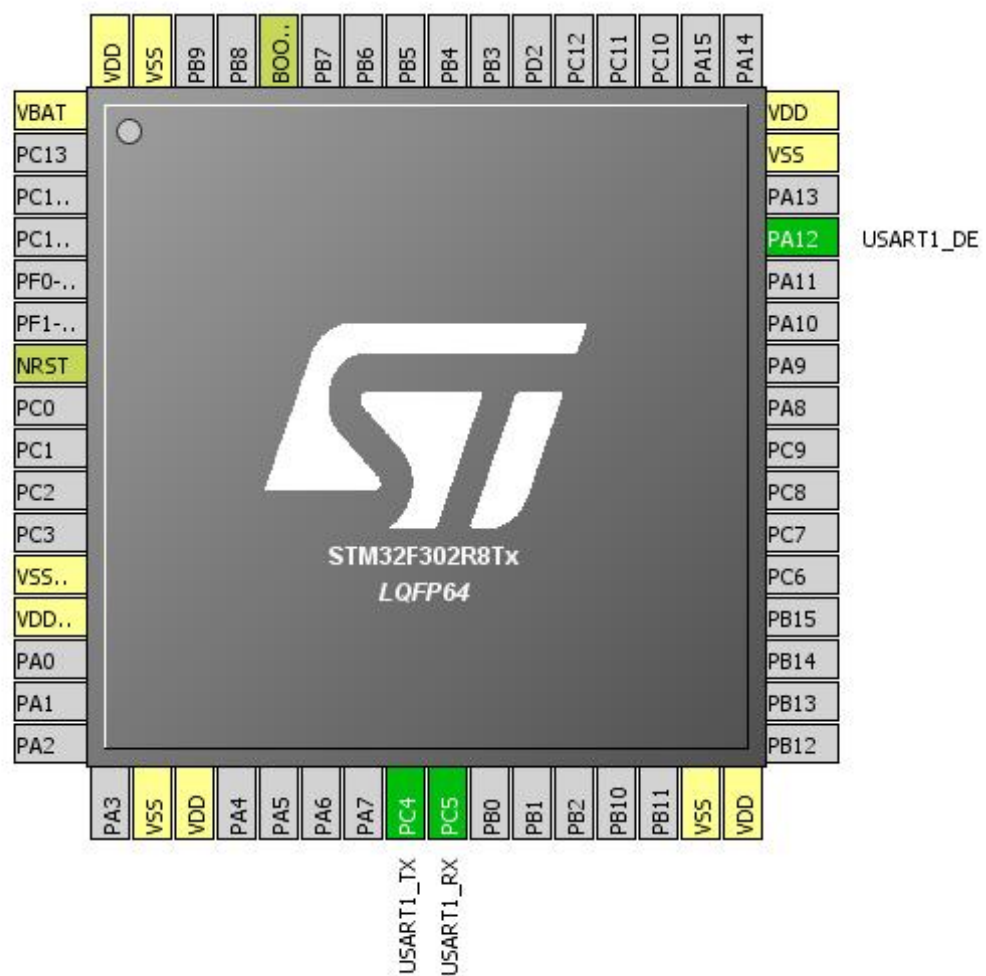 VDD
VSS
PB9
PB8
BOO..
PB7
PB6
PB5
PB4
PB3
PD2
PC12
PC11
PC10
PA15
PA14
VBAT
PC13
PC1..
PC1..
PF0-..
PF1-..
NRST
PC0
PC1
PC2
PC3
VSS..
VDD..
PA0
PA1
PA2
STM32F302R8Tx
LQFP64
VDD
VSS
PA13
PA12 USART1_DE
PA11
PA10
PA9
PA8
PC9
PC8
PC7
PC6
PB15
PB14
PB13
PB12
PA3
VSS
VDD
PA4
PA5
PA6
PA7
PC4
PC5
PB0
PB1
PB2
PB10
PB11
VSS
VDD
USART1_TX
USART1_RX